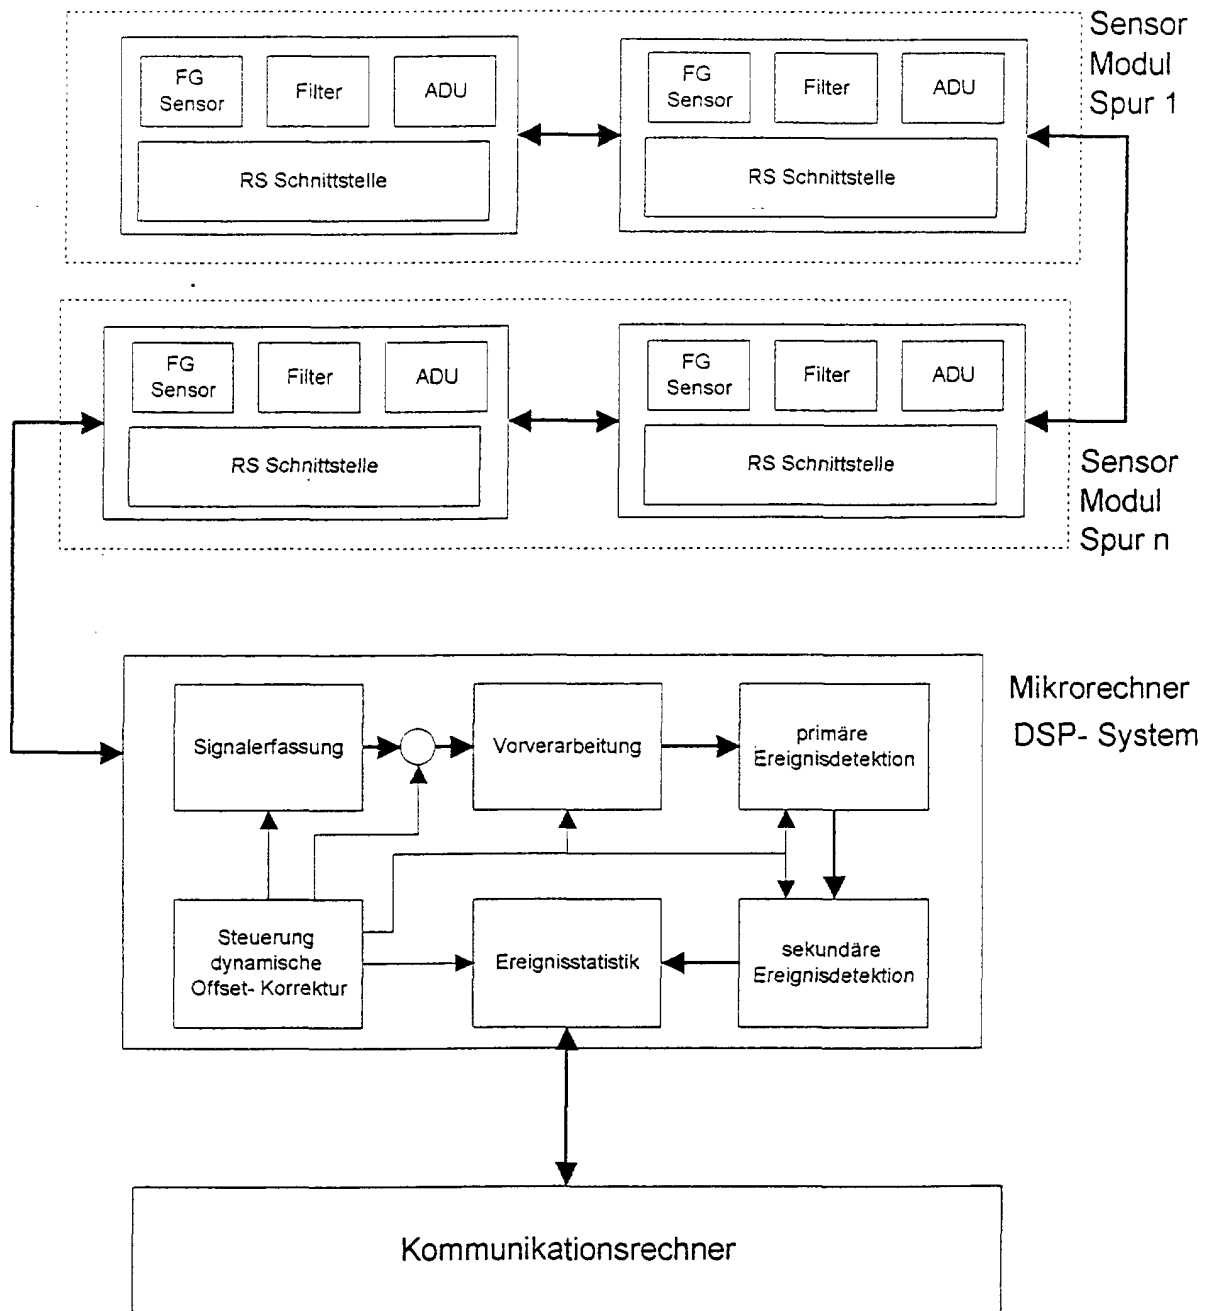 Sensor
Modul
Spur 1
FG
Sensor
Filter
ADU
RS Schnittstelle
FG
Sensor
Filter
ADU
RS Schnittstelle
FG
Sensor
Filter
ADU
RS Schnittstelle
FG
Sensor
Filter
ADU
RS Schnittstelle
Sensor
Modul
Spur n
Mikrorechner
DSP- System
Signalerfassung
Vorverarbeitung
primäre
Ereignisdetektion
Steuerung
dynamische
Offset- Korrektur
Ereignisstatistik
sekundäre
Ereignisdetektion
Kommunikationsrechner